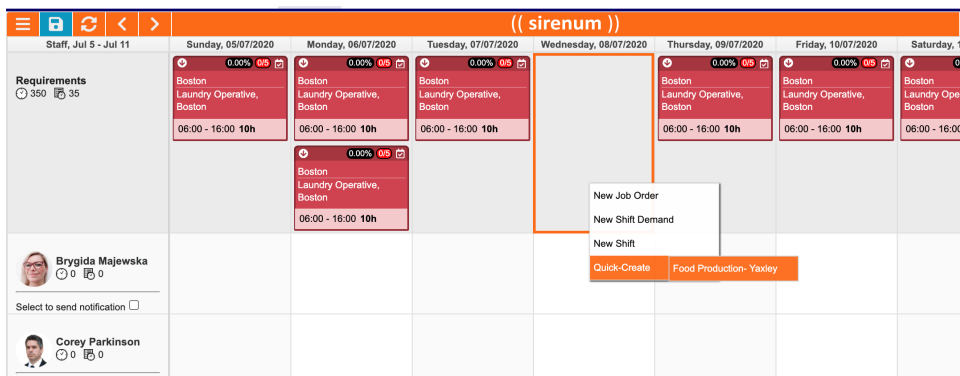 (( sirenum ))
Staff, Jul 5 - Jul 11
Sunday, 05/07/2020
Monday, 06/07/2020
Tuesday, 07/07/2020
Wednesday, 08/07/2020
Thursday, 09/07/2020
Friday, 10/07/2020
Saturday, 1
Requirements
350 35
0.00% 0/5
Boston
Laundry Operative,
Boston
06:00 - 16:00 10h
0.00% 0/5
Boston
Laundry Operative,
Boston
06:00 - 16:00 10h
0.00% 0/5
Boston
Laundry Operative,
Boston
06:00 - 16:00 10h
0.00% 0/5
Boston
Laundry Operative,
Boston
06:00 - 16:00 10h
0.00% 0/5
Boston
Laundry Operative,
Boston
06:00 - 16:00 10h
0
Boston
Laundry Ope
Boston
06:00 - 16:00
0.00% 0/5
Boston
Laundry Operative,
Boston
06:00 - 16:00 10h
New Job Order
New Shift Demand
New Shift
Quick-Create
Food Production- Yaxley
Brygida Majewska
0 0
Select to send notification
Corey Parkinson
0 0